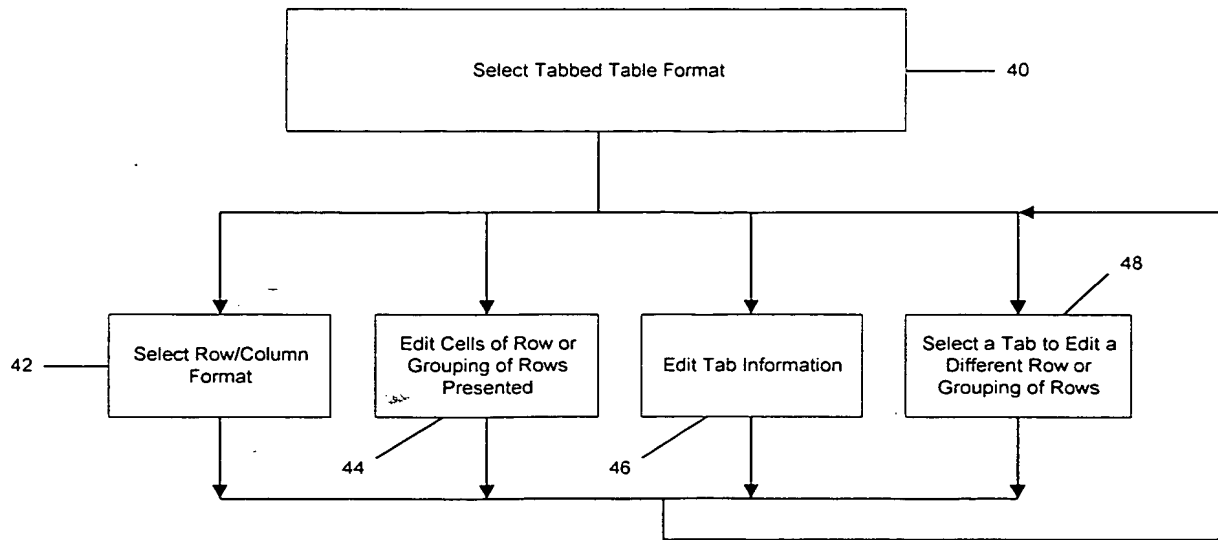 Select Tabbed Table Format
40
48
42
Select Row/Column
Format
Edit Cells of Row or
Grouping of Rows
Presented
Edit Tab Information
Select a Tab to Edit a
Different Row or
Grouping of Rows
44
46